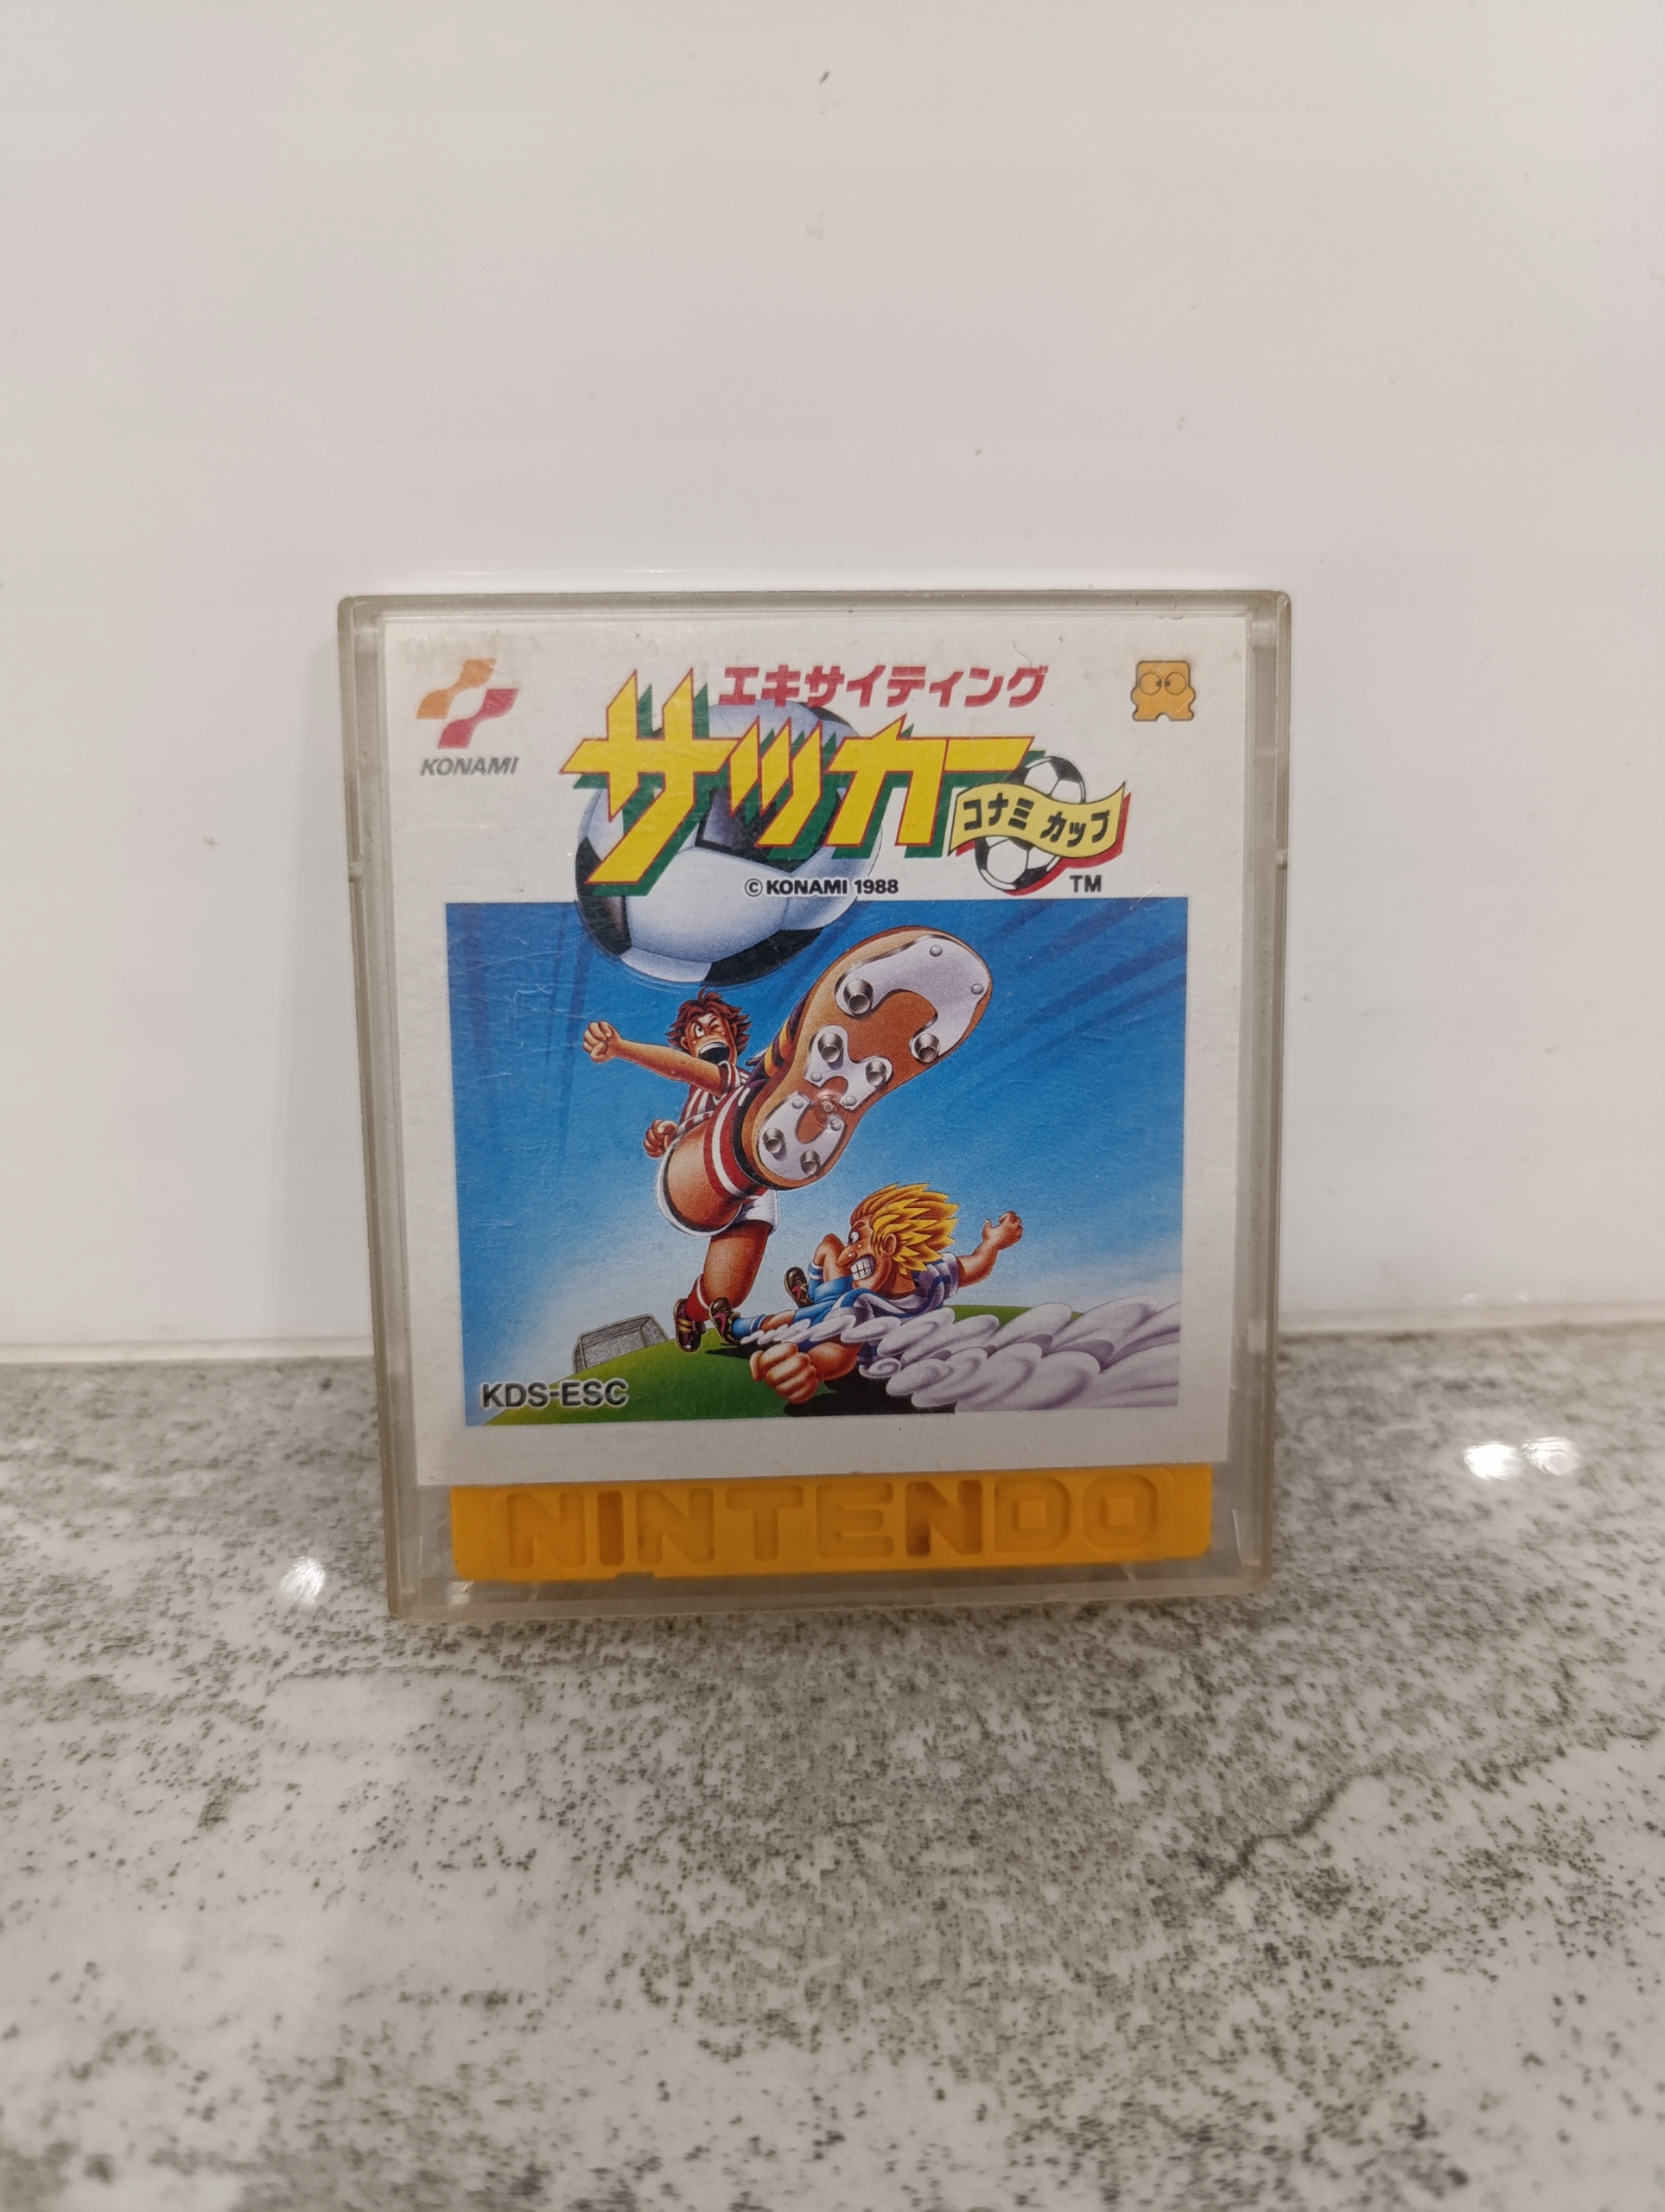 KONAMI
エキサイティング
サッカー
コナミ カップ
© KONAMI 1988
TM
KDS-ESC
NINTENDO